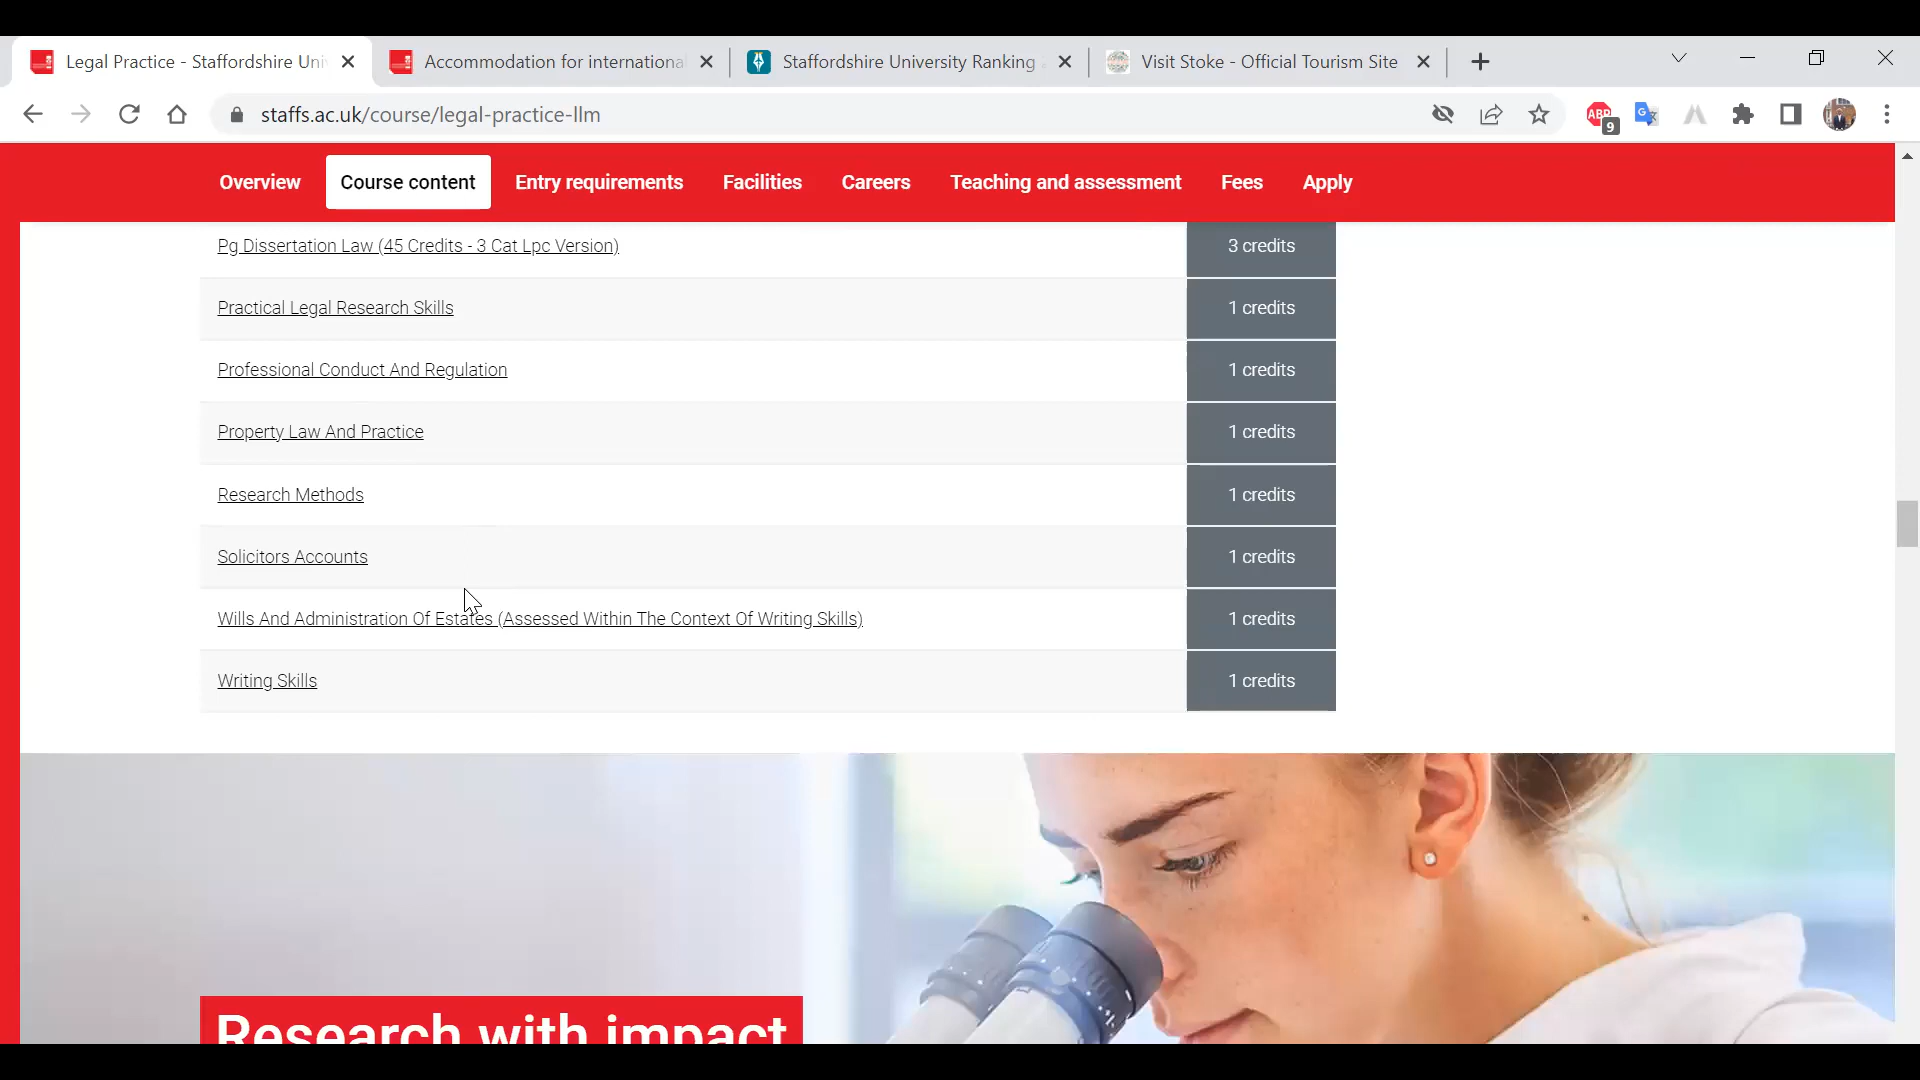 Legal Practice - Staffordshire Uni
Accommodation for internationa
Staffordshire University Ranking
Visit Stoke - Official Tourism Site
staffs.ac.uk/course/legal-practice-llm
ABP
9
Overview
Course content
Entry requirements
Facilities
Careers
Teaching and assessment
Fees
Apply
Pg Dissertation Law (45 Credits - 3 Cat Lpc Version)
3 credits
Practical Legal Research Skills
1 credits
Professional Conduct And Regulation
1 credits
Property Law And Practice
1 credits
Research Methods
1 credits
Solicitors Accounts
1 credits
Wills And Administration Of Estates (Assessed Within The Context Of Writing Skills)
1 credits
Writing Skills
1 credits
Research with impact